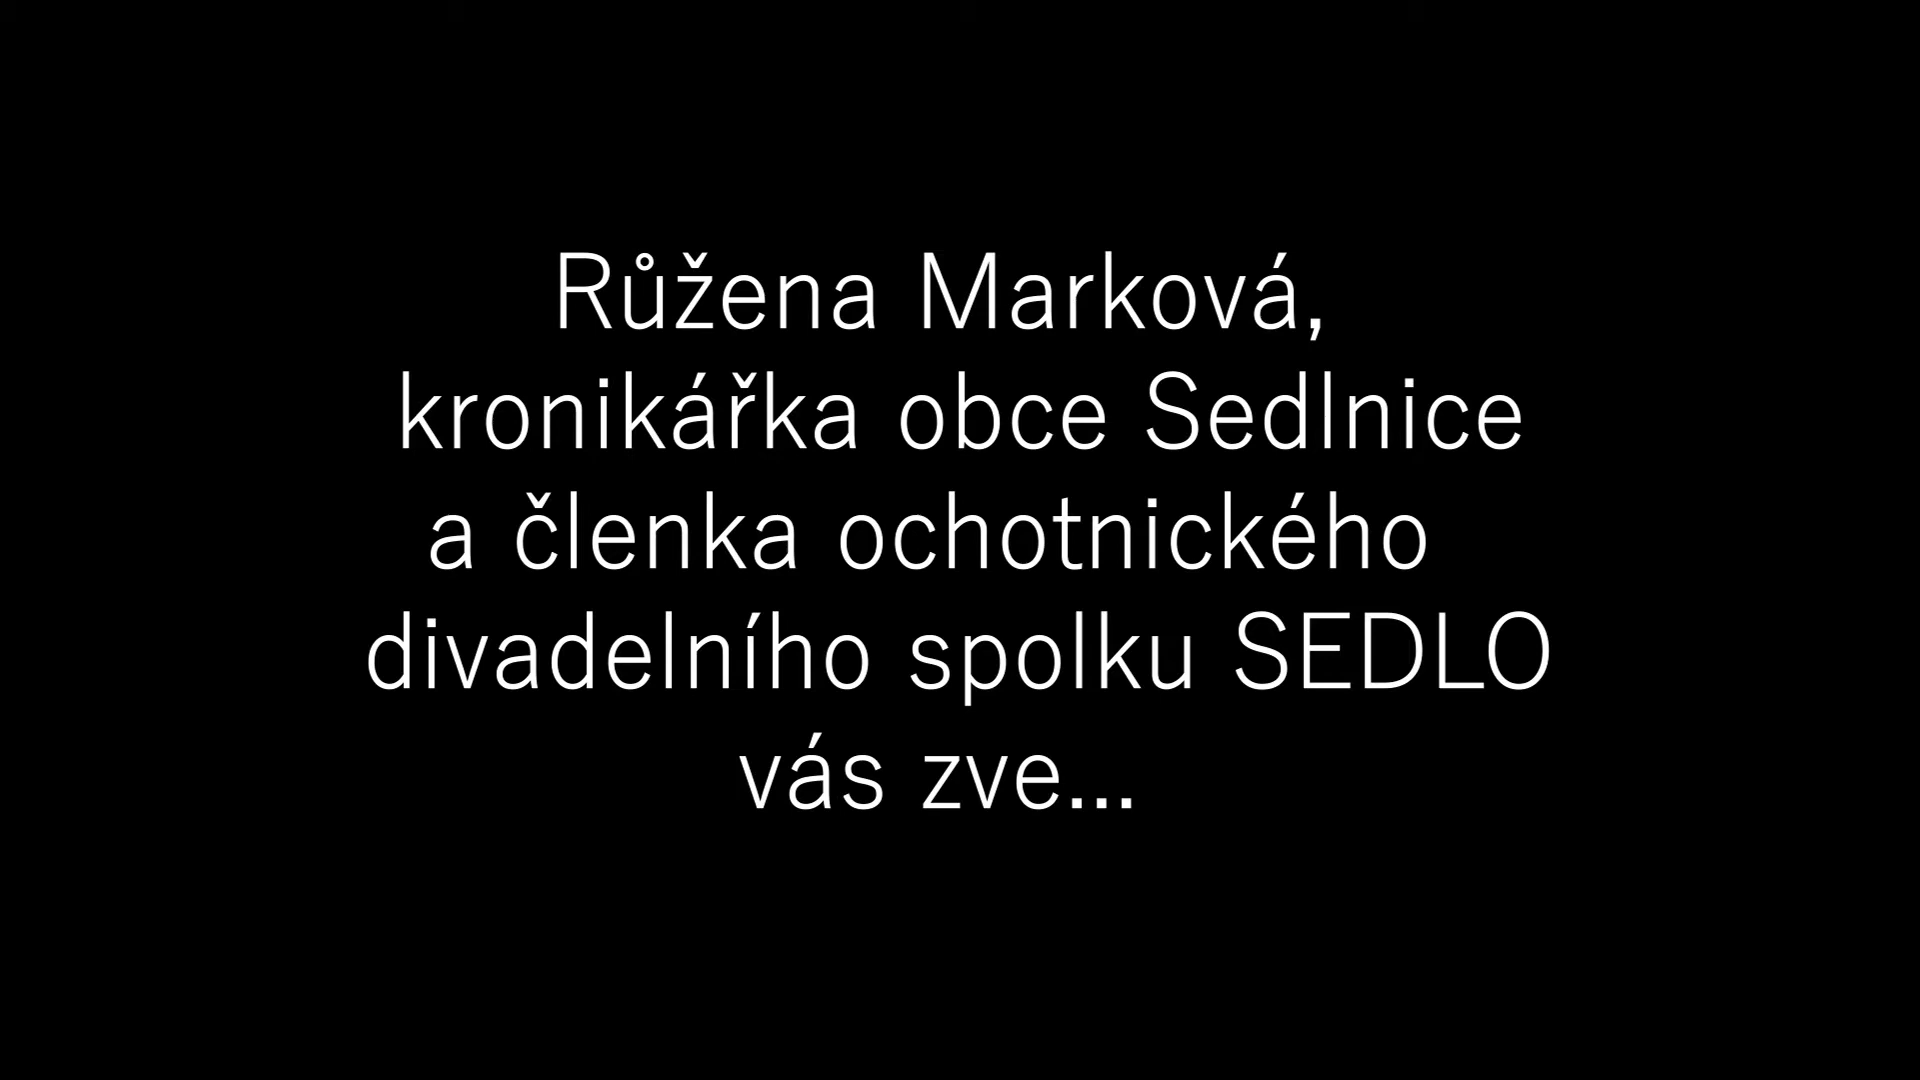 Růžena Marková,
kronikářka obce Sedlnice
a členka ochotnického
divadelního spolku SEDLO
vás zve...